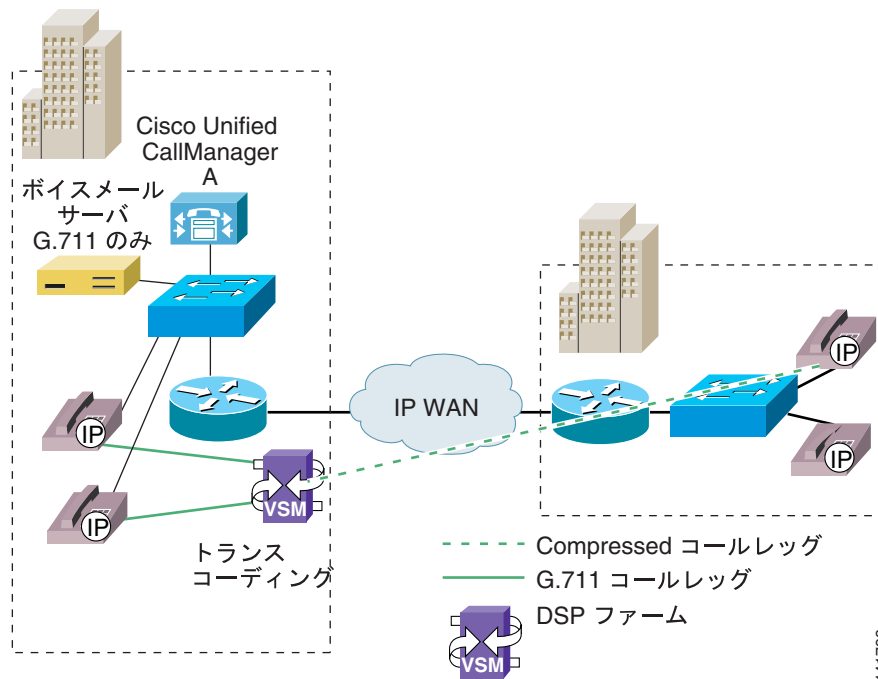 Cisco Unified
CallManager
A
ボイスメール
サーバ
G.711 のみ
IP
IP
VSM
トランス
コーディング
IP WAN
IP
IP
Compressed コールレッグ
G.711 コールレッグ
DSP ファーム
VSM